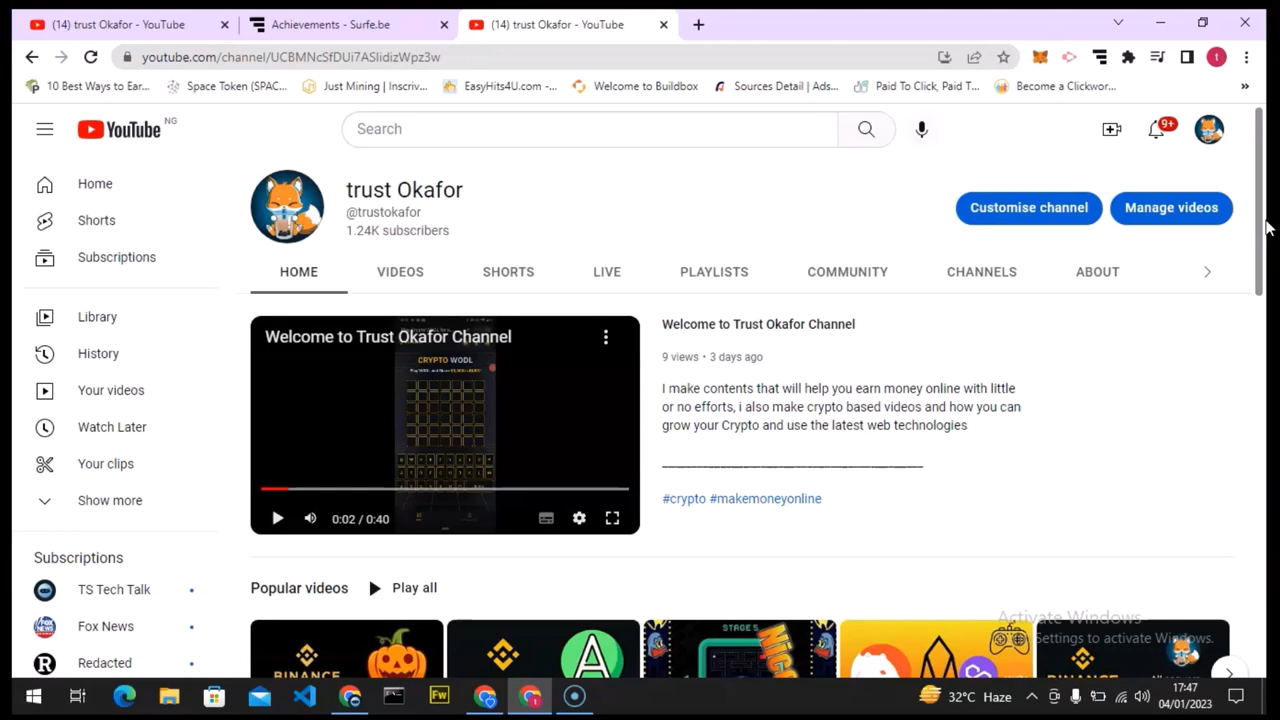 (14) trust Okafor - YouTube
Achievements - Surfe.be
(14) trust Okafor - YouTube
youtube.com/channel/UCBMNcSfDUi7ASlidizWpz3w
10 Best Ways to Ear...
Space Token (SPAC...
Just Mining | Inscriv...
EasyHits4U.com -...
Welcome to Buildbox
Sources Detail | Ads...
Paid To Click, Paid T...
Become a Clickwor...
YouTube NG
Search
9+
Home
Shorts
Subscriptions
Library
History
Your videos
Watch Later
Your clips
Show more
Subscriptions
TS Tech Talk
Fox News
Redacted
trust Okafor
@trustokafor
1.24K subscribers
Customise channel
Manage videos
HOME
VIDEOS
SHORTS
LIVE
PLAYLISTS
COMMUNITY
CHANNELS
ABOUT
Welcome to Trust Okafor Channel
CRYPTO WODL
0:02 / 0:40
Welcome to Trust Okafor Channel
9 views • 3 days ago
I make contents that will help you earn money online with little
or no efforts, i also make crypto based videos and how you can
grow your Crypto and use the latest web technologies
#crypto #makemoneyonline
Popular videos
Play all
BINANCE
BINANCE
STAGE 5
BINANCE
Activate Windows
Settings to activate Windows.
Fw
32°C Haze
17:47
04/01/2023